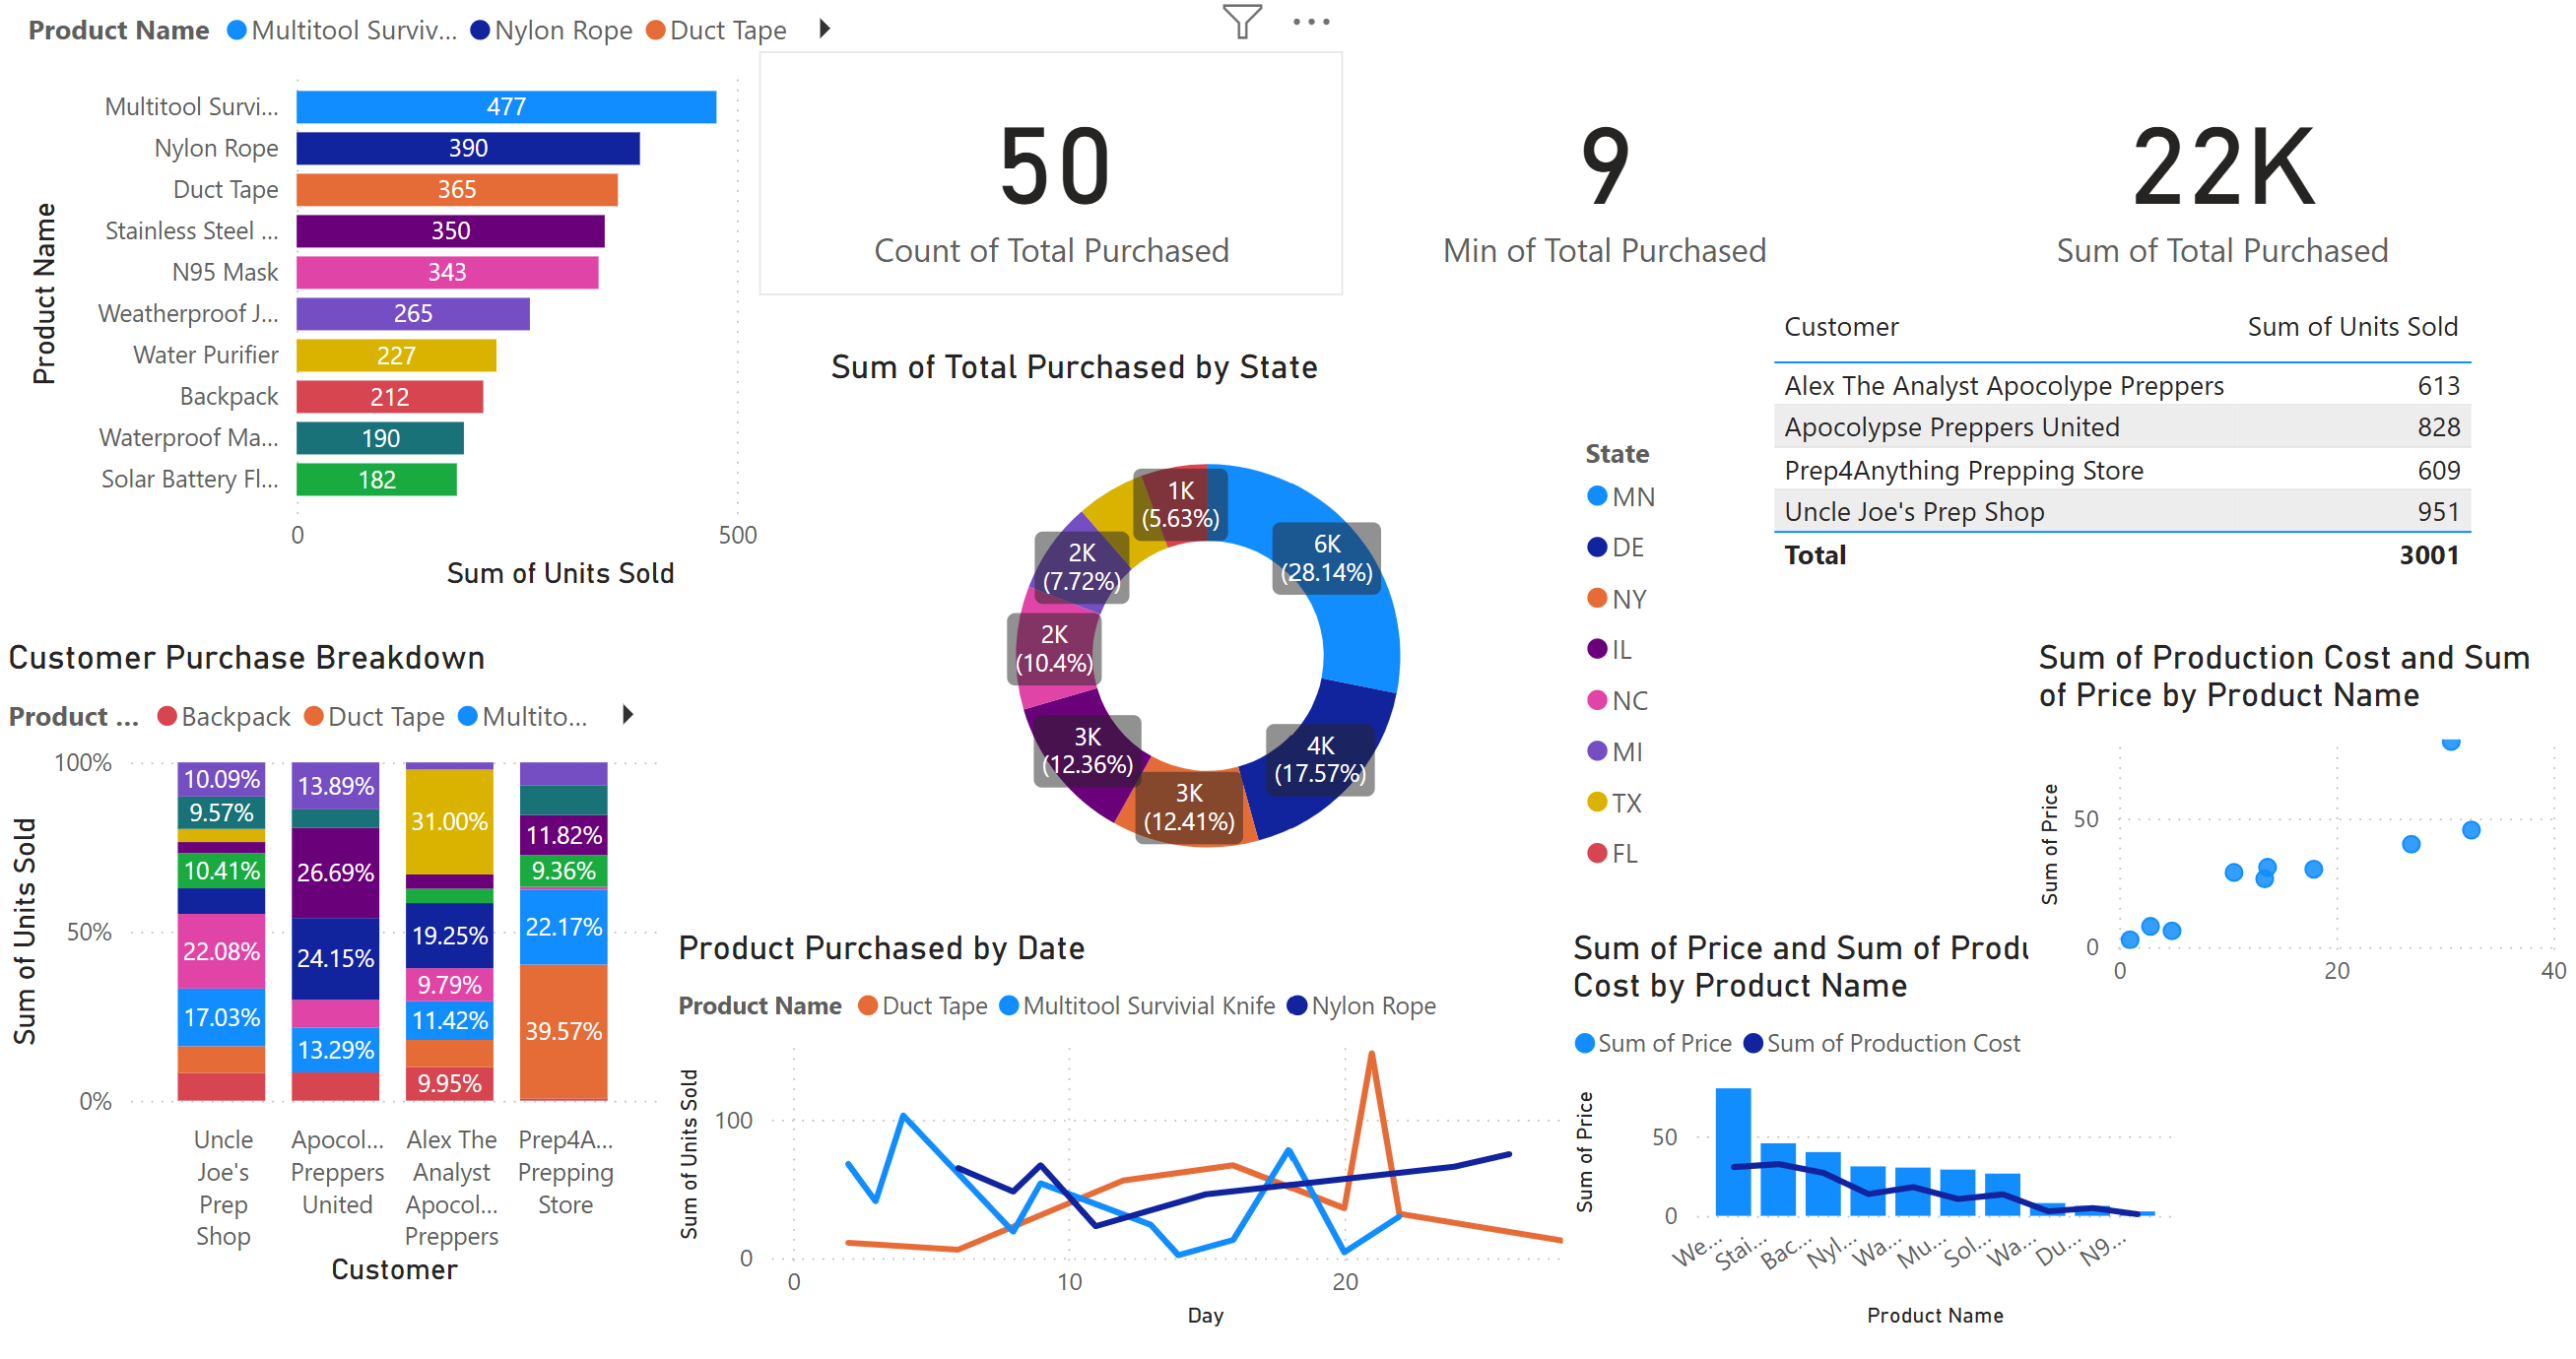 Product Name Multitool Surviv... Nylon Rope Duct Tape
Product Name
Multitool Survi... 477
Nylon Rope 390
Duct Tape 365
Stainless Steel ... 350
N95 Mask 343
Weatherproof J... 265
Water Purifier 227
Backpack 212
Waterproof Ma... 190
Solar Battery Fl... 182
0 500
Sum of Units Sold
50
Count of Total Purchased
9
Min of Total Purchased
22K
Sum of Total Purchased
Customer Sum of Units Sold
Alex The Analyst Apocolype Preppers 613
Apocolypse Preppers United 828
Prep4Anything Prepping Store 609
Uncle Joe's Prep Shop 951
Total 3001
Sum of Total Purchased by State
6K
(28.14%)
4K
(17.57%)
3K
(12.41%)
3K
(12.36%)
2K
(10.4%)
2K
(7.72%)
1K
(5.63%)
State
MN
DE
NY
IL
NC
MI
TX
FL
Customer Purchase Breakdown
Product ... Backpack Duct Tape Multito...
Sum of Units Sold
100%
50%
0%
10.09%
9.57%
10.41%
22.08%
17.03%
13.89%
26.69%
24.15%
13.29%
31.00%
19.25%
9.79%
11.42%
9.95%
11.82%
9.36%
22.17%
39.57%
Uncle
Joe's
Prep
Shop
Apocol...
Preppers
United
Alex The
Analyst
Apocol...
Preppers
Prep4A...
Prepping
Store
Customer
Product Purchased by Date
Product Name Duct Tape Multitool Survivial Knife Nylon Rope
Sum of Units Sold
100
0
0 10 20
Day
Sum of Production Cost and Sum
of Price by Product Name
Sum of Price
50
0
0 20 40
Sum of Price and Sum of Produ
Cost by Product Name
Sum of Price Sum of Production Cost
Sum of Price
50
0
We... Stai... Bac... Nyl... Wa... Mu... Sol... Wa... Du... N9...
Product Name